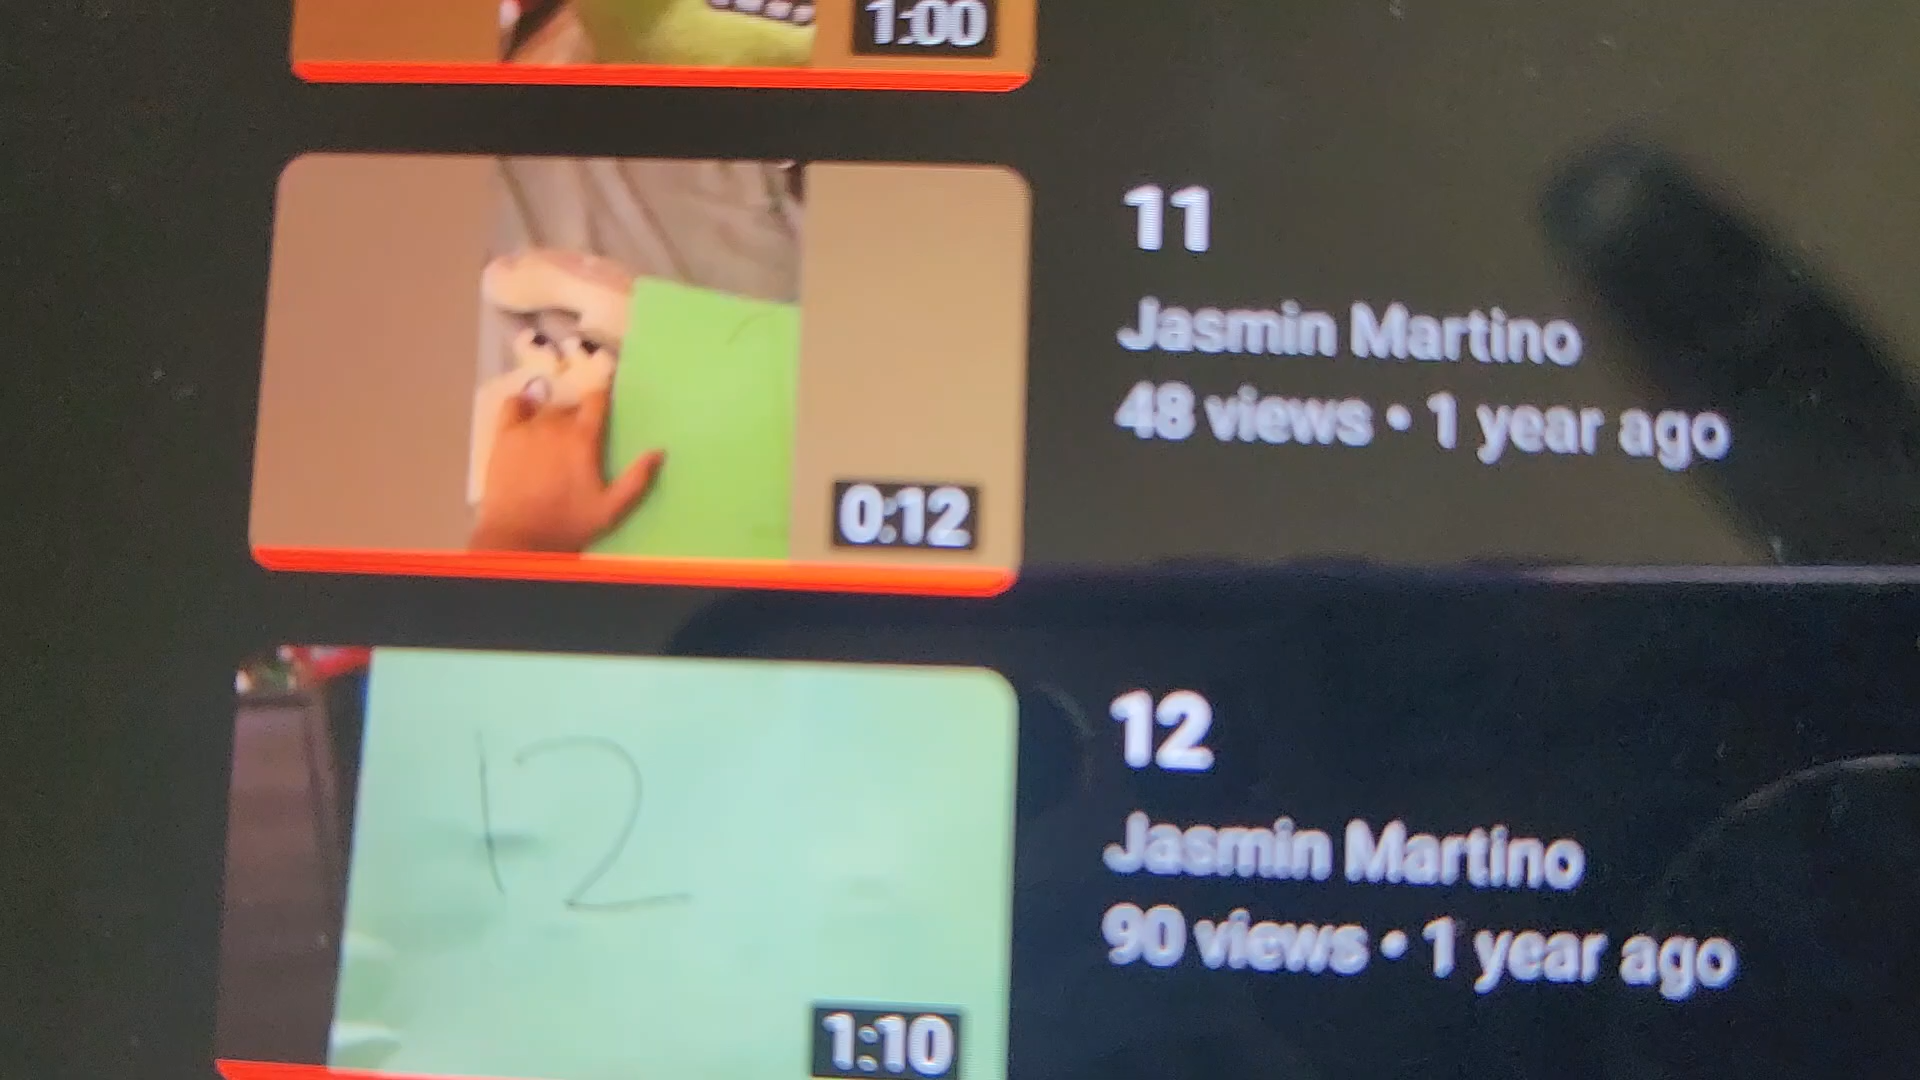 1:00
11
Jasmin Martino
48 views • 1 year ago
0:12
12
12
Jasmin Martino
90 views • 1 year ago
1:10